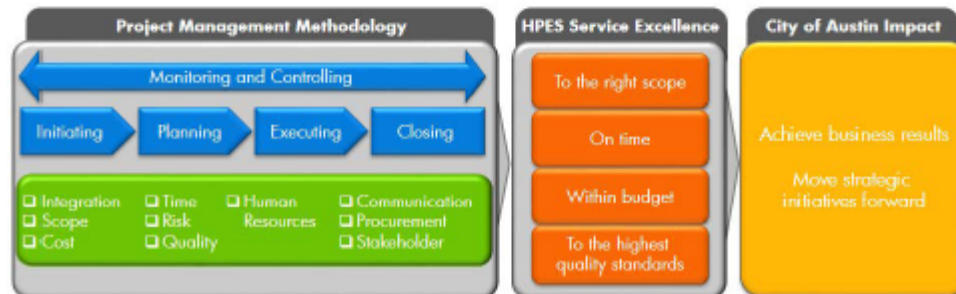 Project Management Methodology
HPES Service Excellence
City of Austin Impact
Monitoring and Controlling
Initiating
Planning
Executing
Closing
❑ Integration
❑ Scope
❑ Cost
❑ Time
❑ Risk
❑ Quality
❑ Human
Resources
❑ Communication
❑ Procurement
❑ Stakeholder
To the right scope
On time
Within budget
To the highest
quality standards
Achieve business results
Move strategic
initiatives forward